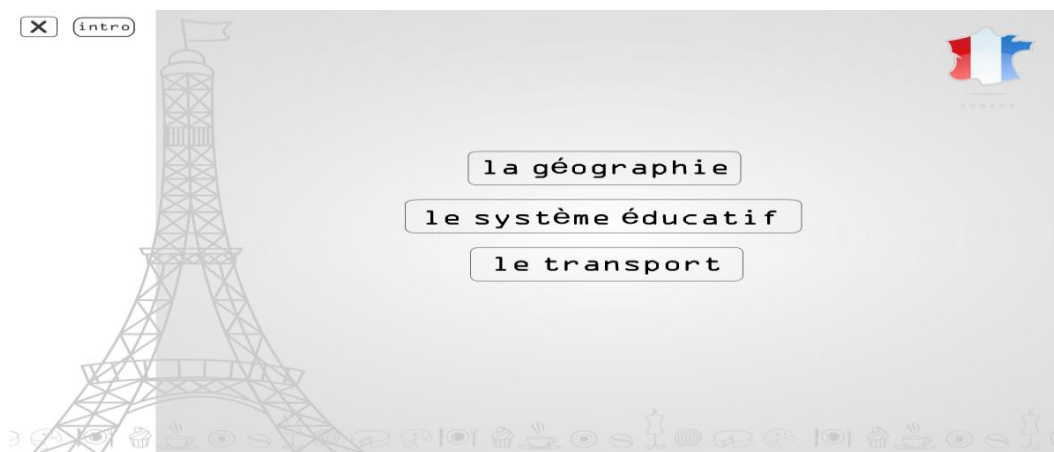 intro
la géographie
le système éducatif
le transport